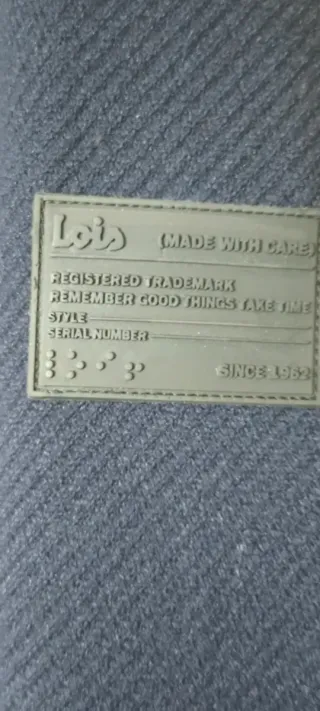 Lois (MADE WITH CARE)
REGISTERED TRADEMARK
REMEMBER GOOD THINGS TAKE TIME
STYLE
SERIAL NUMBER
⠇⠕⠊⠎ SINCE 1962